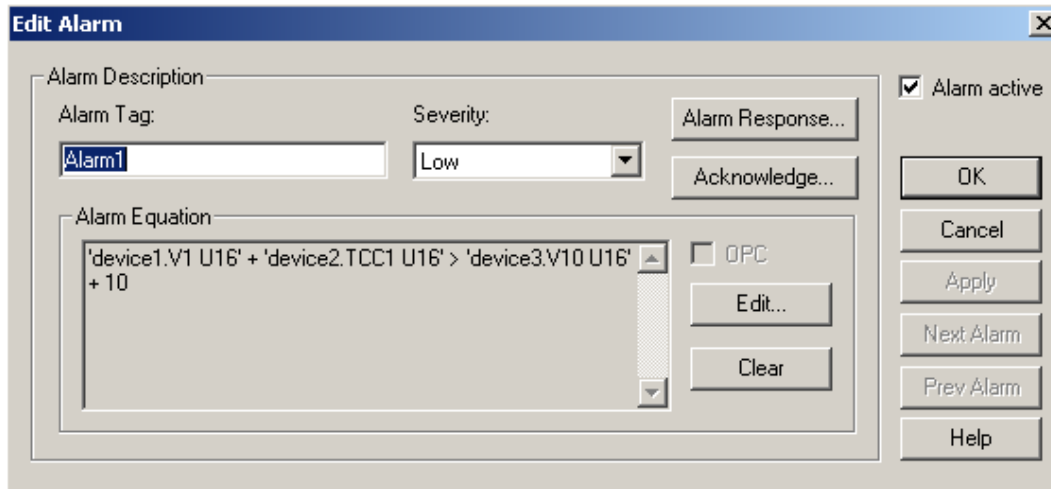 Edit Alarm
Alarm Description
Alarm active
Alarm Tag:
Severity:
Alarm Response...
Alarm1
Low
Acknowledge...
OK
Alarm Equation
Cancel
'device1.V1 U16' + 'device2.TCC1 U16' > 'device3.V10 U16'
+ 10
OPC
Apply
Edit...
Next Alarm
Clear
Prev Alarm
Help